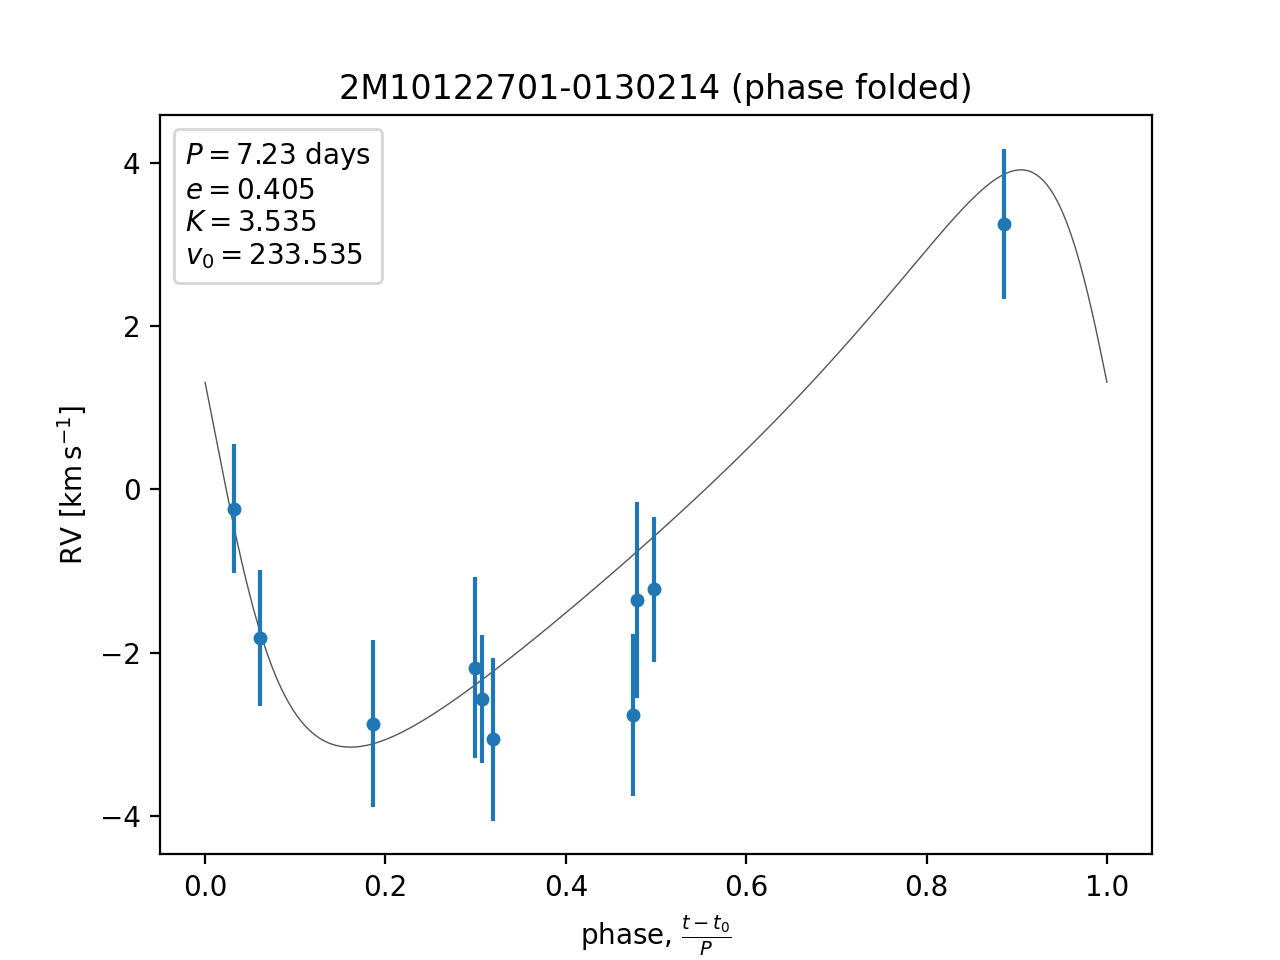 2M10122701-0130214 (phase folded)
P = 7.23 days
e = 0.405
K = 3.535
v₀ = 233.535
4
2
0
−2
−4
RV [km s⁻¹]
0.0 0.2 0.4 0.6 0.8 1.0
phase, (t − t₀)/P